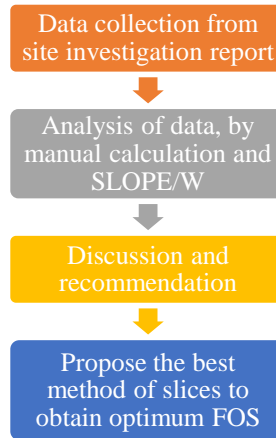 Data collection from
site investigation report
Analysis of data, by
manual calculation and
SLOPE/W
Discussion and
recommendation
Propose the best
method of slices to
obtain optimum FOS